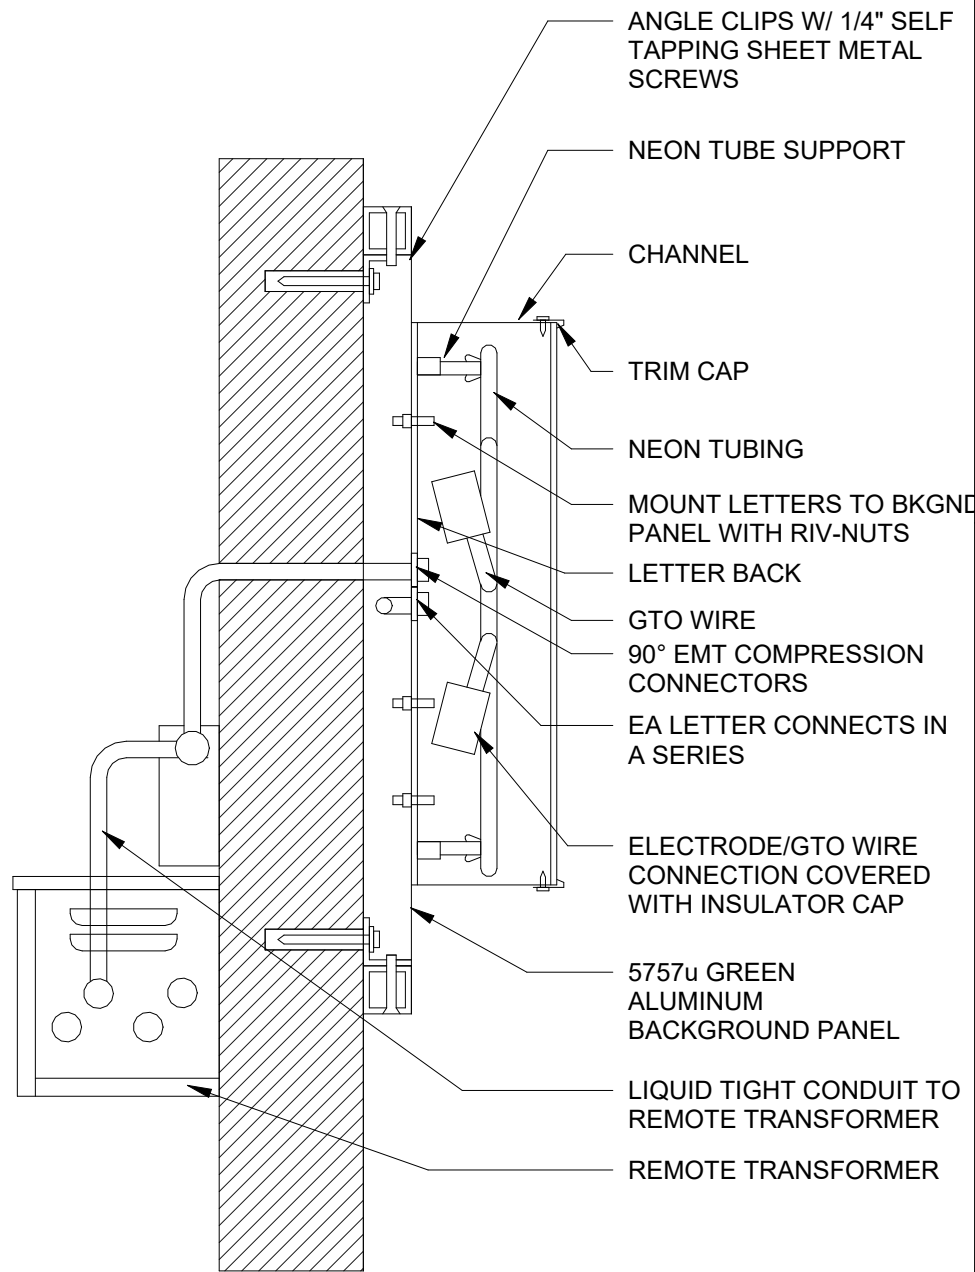 ANGLE CLIPS W/ 1/4" SELF
TAPPING SHEET METAL
SCREWS
NEON TUBE SUPPORT
CHANNEL
TRIM CAP
NEON TUBING
MOUNT LETTERS TO BKGND
PANEL WITH RIV-NUTS
LETTER BACK
GTO WIRE
90° EMT COMPRESSION
CONNECTORS
EA LETTER CONNECTS IN
A SERIES
ELECTRODE/GTO WIRE
CONNECTION COVERED
WITH INSULATOR CAP
5757u GREEN
ALUMINUM
BACKGROUND PANEL
LIQUID TIGHT CONDUIT TO
REMOTE TRANSFORMER
REMOTE TRANSFORMER